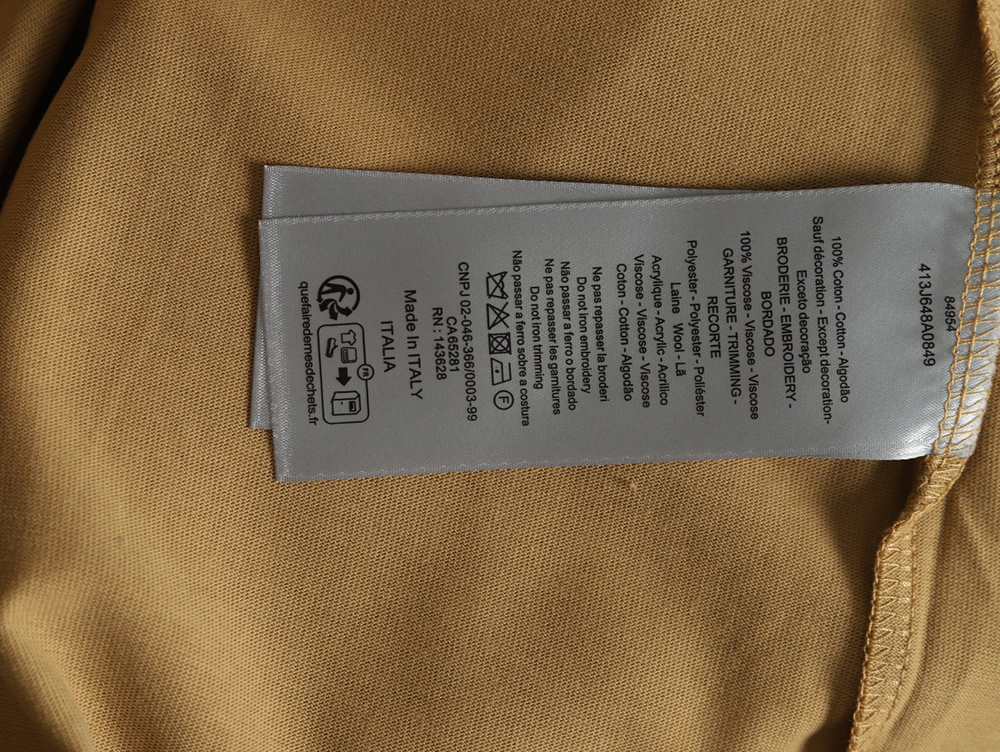 84954
413J648A0849
100% Coton - Cotton - Algodão
Sauf décoration - Except decoration-
Exceto decoração
BRODERIE - EMBROIDERY -
BORDADO
100% Viscose - Viscose - Viscose
GARNITURE - TRIMMING -
RECORTE
Polyester - Polyester - Poliéster
Laine Wool - Lã
Acrylique - Acrylic - Acrílico
Viscose - Viscose - Viscose
Coton - Cotton - Algodão
Ne pas repasser la broderi
Do not iron embroidery
Não passar a ferro o bordado
Ne pas repasser les garnitures
Do not iron trimming
Não passar a ferro sobre a costura
F
CNPJ 02-046-366/0003-99
CA65281
RN : 143628
Made In ITALY
ITALIA
FR
quefairedemesdechets.fr